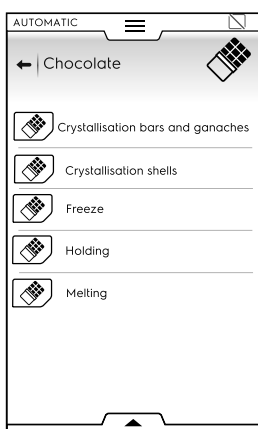 AUTOMATIC
Chocolate
Crystallisation bars and ganaches
Crystallisation shells
Freeze
Holding
Melting